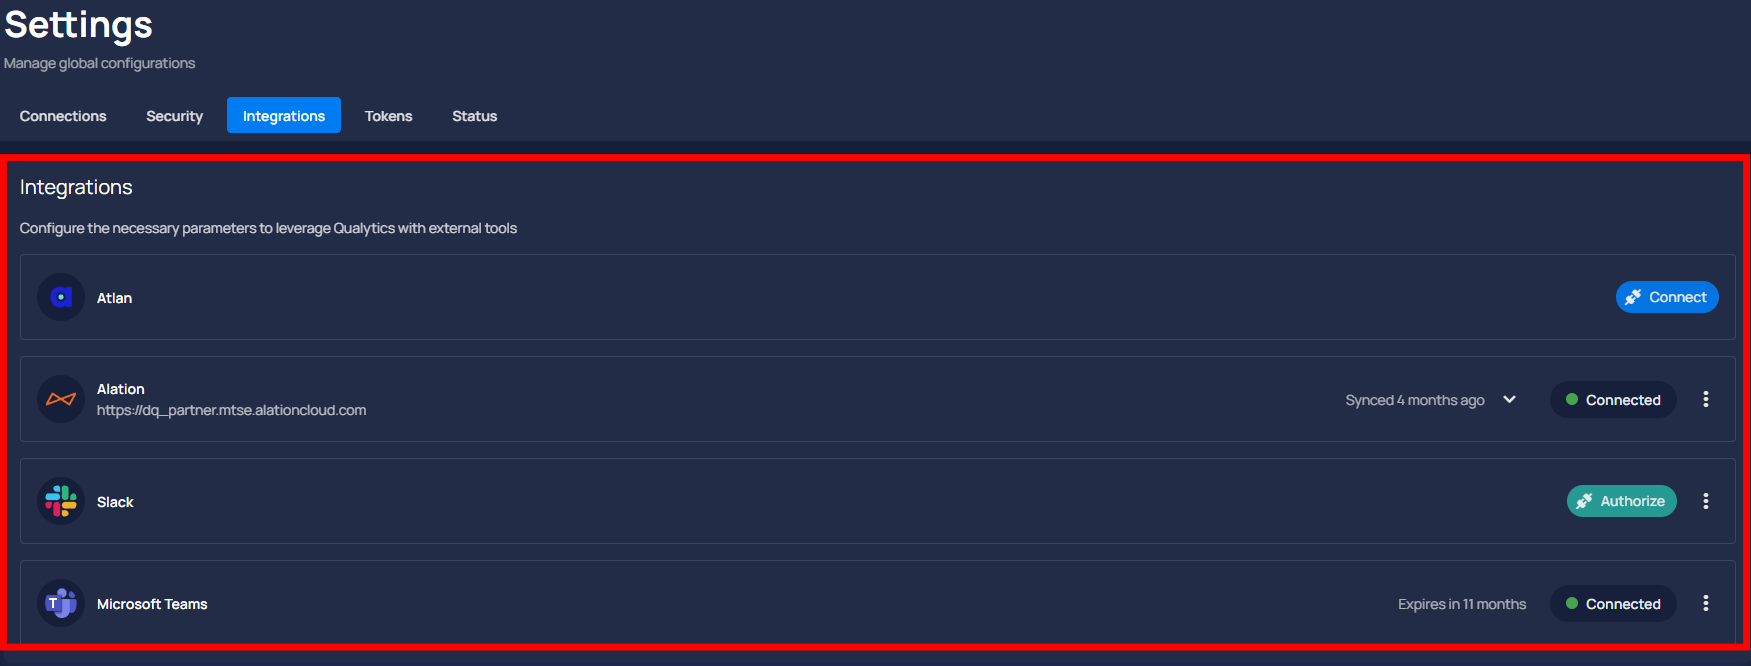 Settings
Manage global configurations
Connections Security Integrations Tokens Status
Integrations
Configure the necessary parameters to leverage Qualytics with external tools
Atlan Connect
Alation
https://dq_partner.mtse.alationcloud.com
Synced 4 months ago Connected
Slack Authorize
Microsoft Teams Expires in 11 months Connected